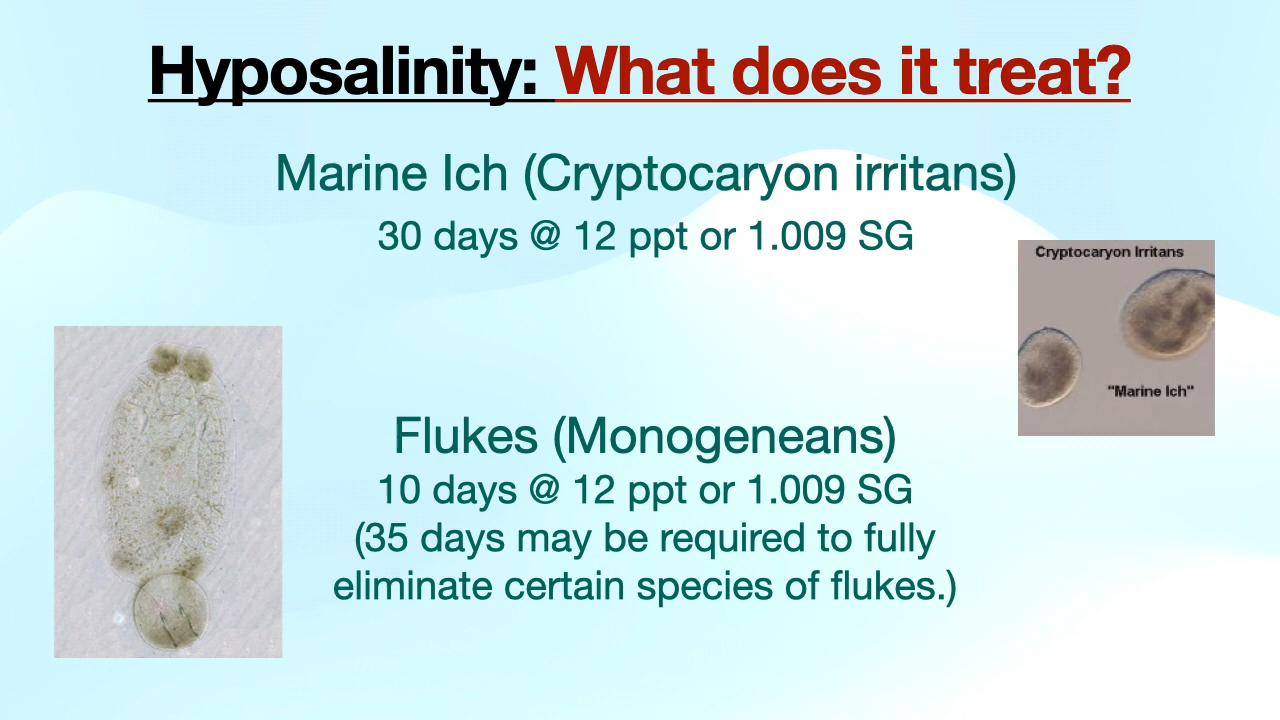 Hyposalinity: What does it treat?
Marine Ich (Cryptocaryon irritans)
30 days @ 12 ppt or 1.009 SG
Cryptocaryon Irritans
"Marine Ich"
Flukes (Monogeneans)
10 days @ 12 ppt or 1.009 SG
(35 days may be required to fully
eliminate certain species of flukes.)